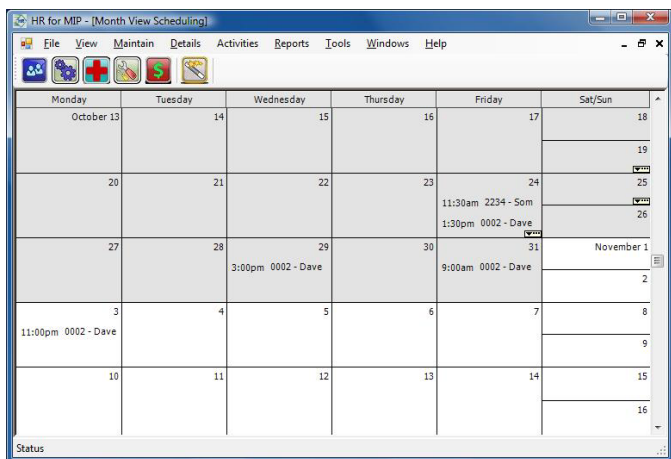 HR for MIP - [Month View Scheduling]
File View Maintain Details Activities Reports Tools Windows Help
Monday Tuesday Wednesday Thursday Friday Sat/Sun
October 13 14 15 16 17 18
19
20 21 22 23 24 25
11:30am 2234 - Som
1:30pm 0002 - Dave
26
27 28 29 30 31 November 1
3:00pm 0002 - Dave 9:00am 0002 - Dave
2
3 4 5 6 7 8
11:00pm 0002 - Dave
9
10 11 12 13 14 15
16
Status